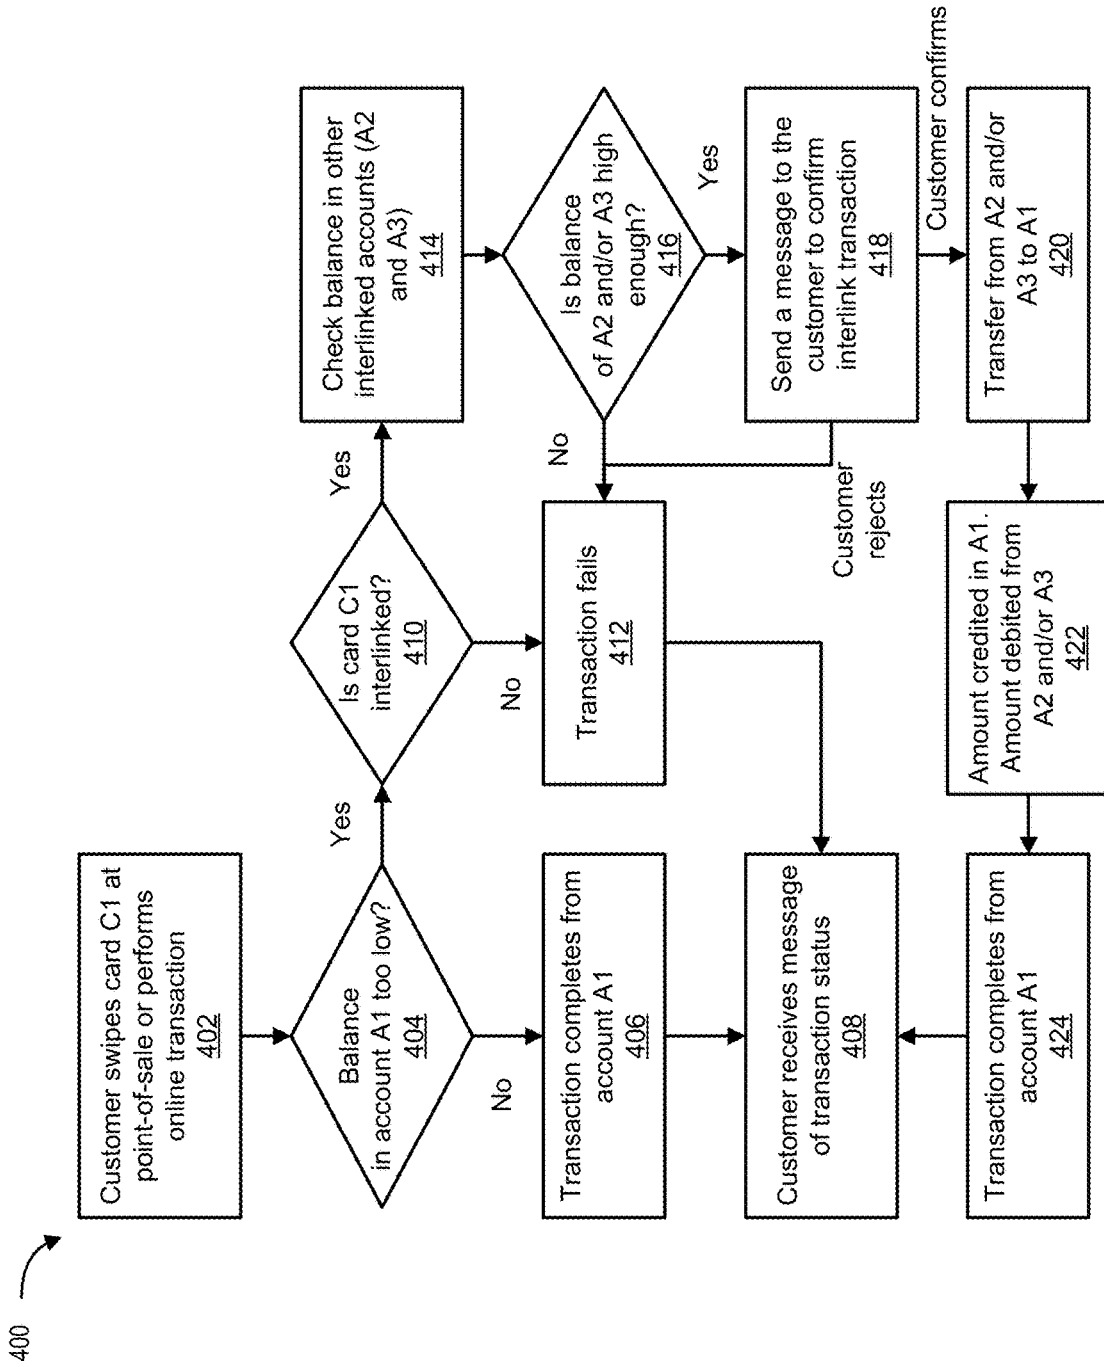 400
Customer swipes card C1 at
point-of-sale or performs
online transaction
402
Balance
in account A1 too low?
404
Yes
No
Transaction completes from
account A1
406
Customer receives message
of transaction status
408
Is card C1
interlinked?
410
Yes
No
Transaction fails
412
Check balance in other
interlinked accounts (A2
and A3)
414
Is balance
of A2 and/or A3 high
enough?
416
No
Yes
Send a message to the
customer to confirm
interlink transaction
418
Customer
rejects
Customer confirms
Transfer from A2 and/or
A3 to A1
420
Amount credited in A1.
Amount debited from
A2 and/or A3
422
Transaction completes from
account A1
424